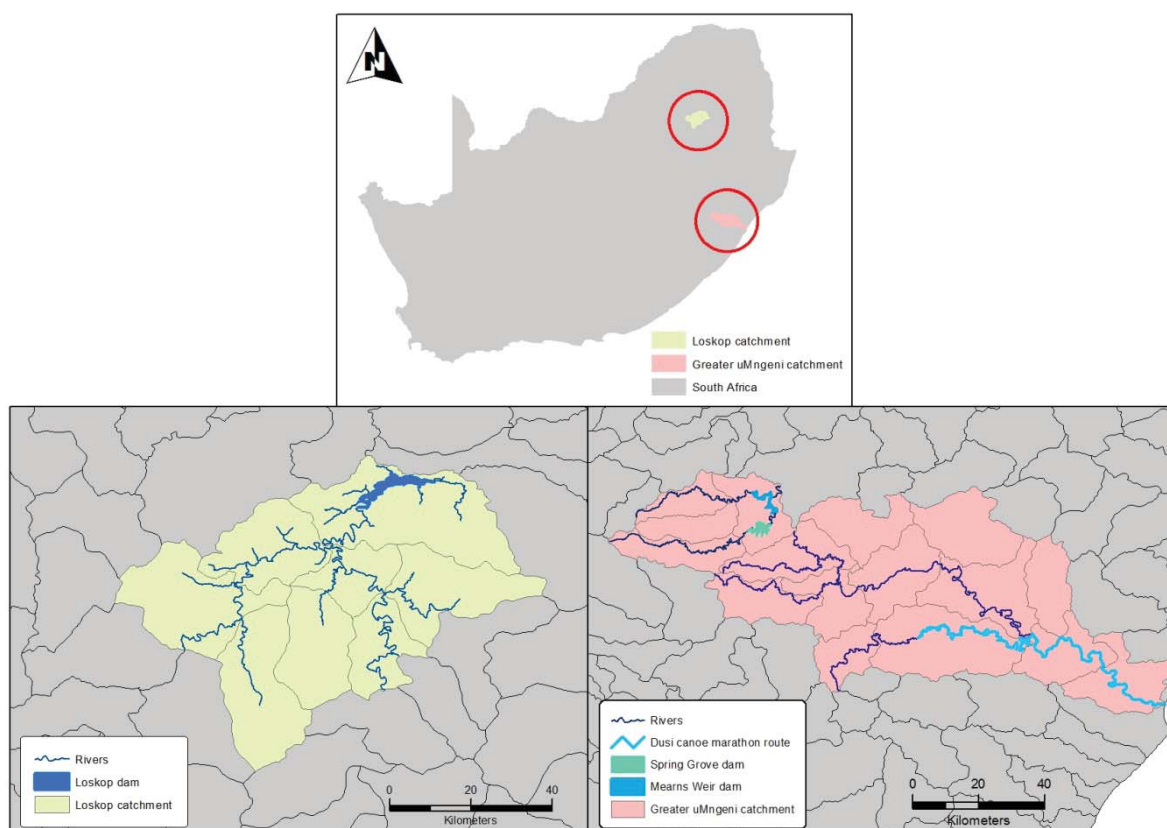 N
Loskop catchment
Greater uMngeni catchment
South Africa
Rivers
Loskop dam
Loskop catchment
0 20 40
Kilometers
Rivers
Dusi canoe marathon route
Spring Grove dam
Mearns Weir dam
Greater uMngeni catchment
0 20 40
Kilometers